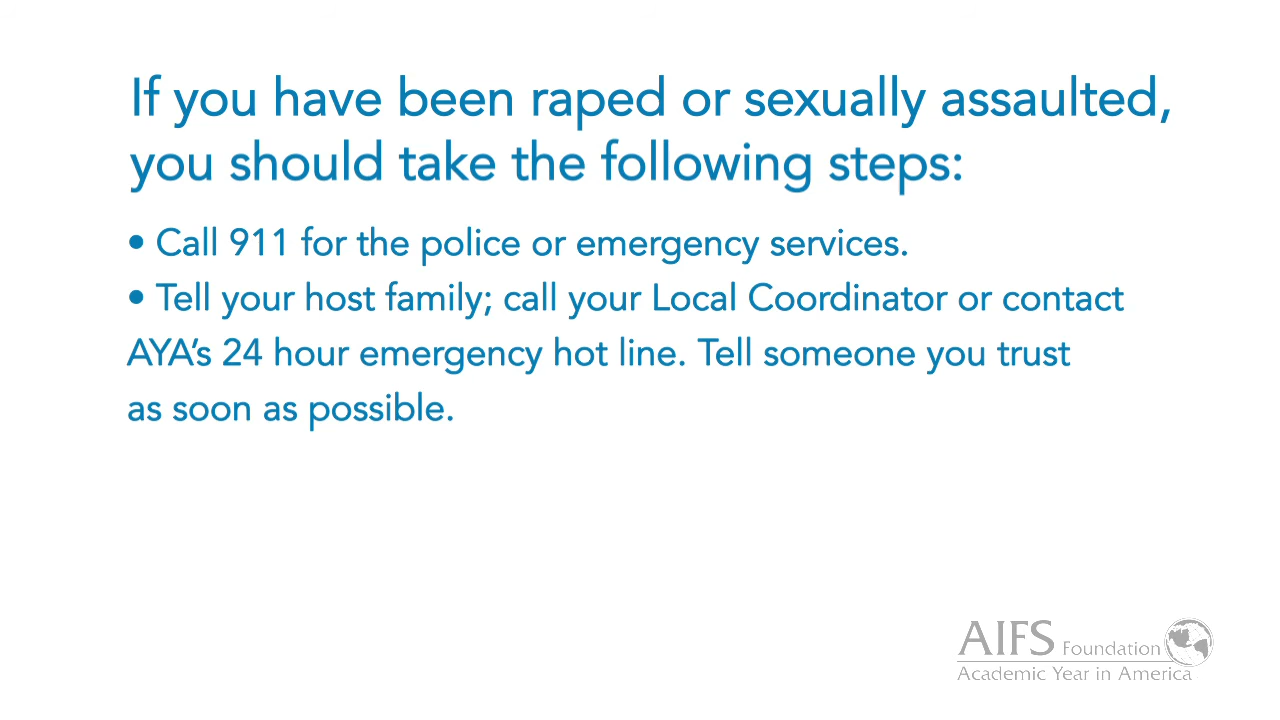 If you have been raped or sexually assaulted,
you should take the following steps:
• Call 911 for the police or emergency services.
• Tell your host family; call your Local Coordinator or contact
AYA’s 24 hour emergency hot line. Tell someone you trust
as soon as possible.
AIFS Foundation
Academic Year in America